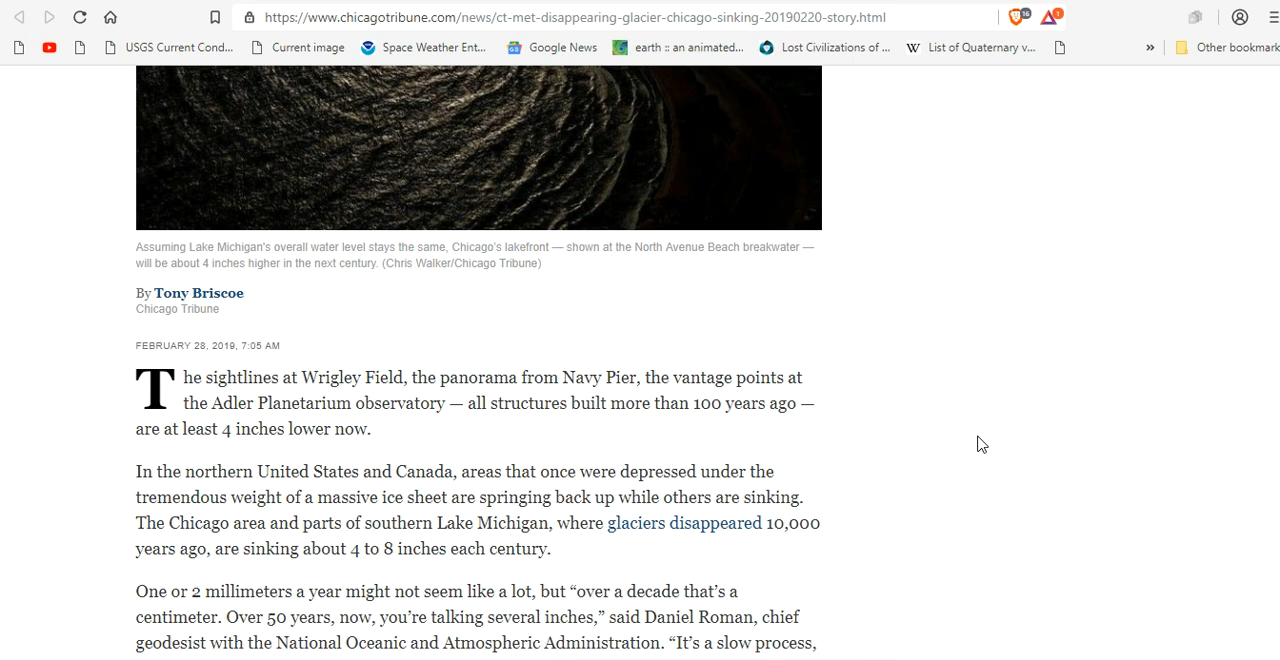 https://www.chicagotribune.com/news/ct-met-disappearing-glacier-chicago-sinking-20190220-story.html
16
1
USGS Current Cond... Current image Space Weather Ent... Google News earth :: an animated... Lost Civilizations of ... W List of Quaternary v... » Other bookmark
Assuming Lake Michigan's overall water level stays the same, Chicago's lakefront — shown at the North Avenue Beach breakwater —
will be about 4 inches higher in the next century. (Chris Walker/Chicago Tribune)
By Tony Briscoe
Chicago Tribune
FEBRUARY 28, 2019, 7:05 AM
The sightlines at Wrigley Field, the panorama from Navy Pier, the vantage points at
the Adler Planetarium observatory — all structures built more than 100 years ago —
are at least 4 inches lower now.
In the northern United States and Canada, areas that once were depressed under the
tremendous weight of a massive ice sheet are springing back up while others are sinking.
The Chicago area and parts of southern Lake Michigan, where glaciers disappeared 10,000
years ago, are sinking about 4 to 8 inches each century.
One or 2 millimeters a year might not seem like a lot, but “over a decade that’s a
centimeter. Over 50 years, now, you’re talking several inches,” said Daniel Roman, chief
geodesist with the National Oceanic and Atmospheric Administration. “It’s a slow process,